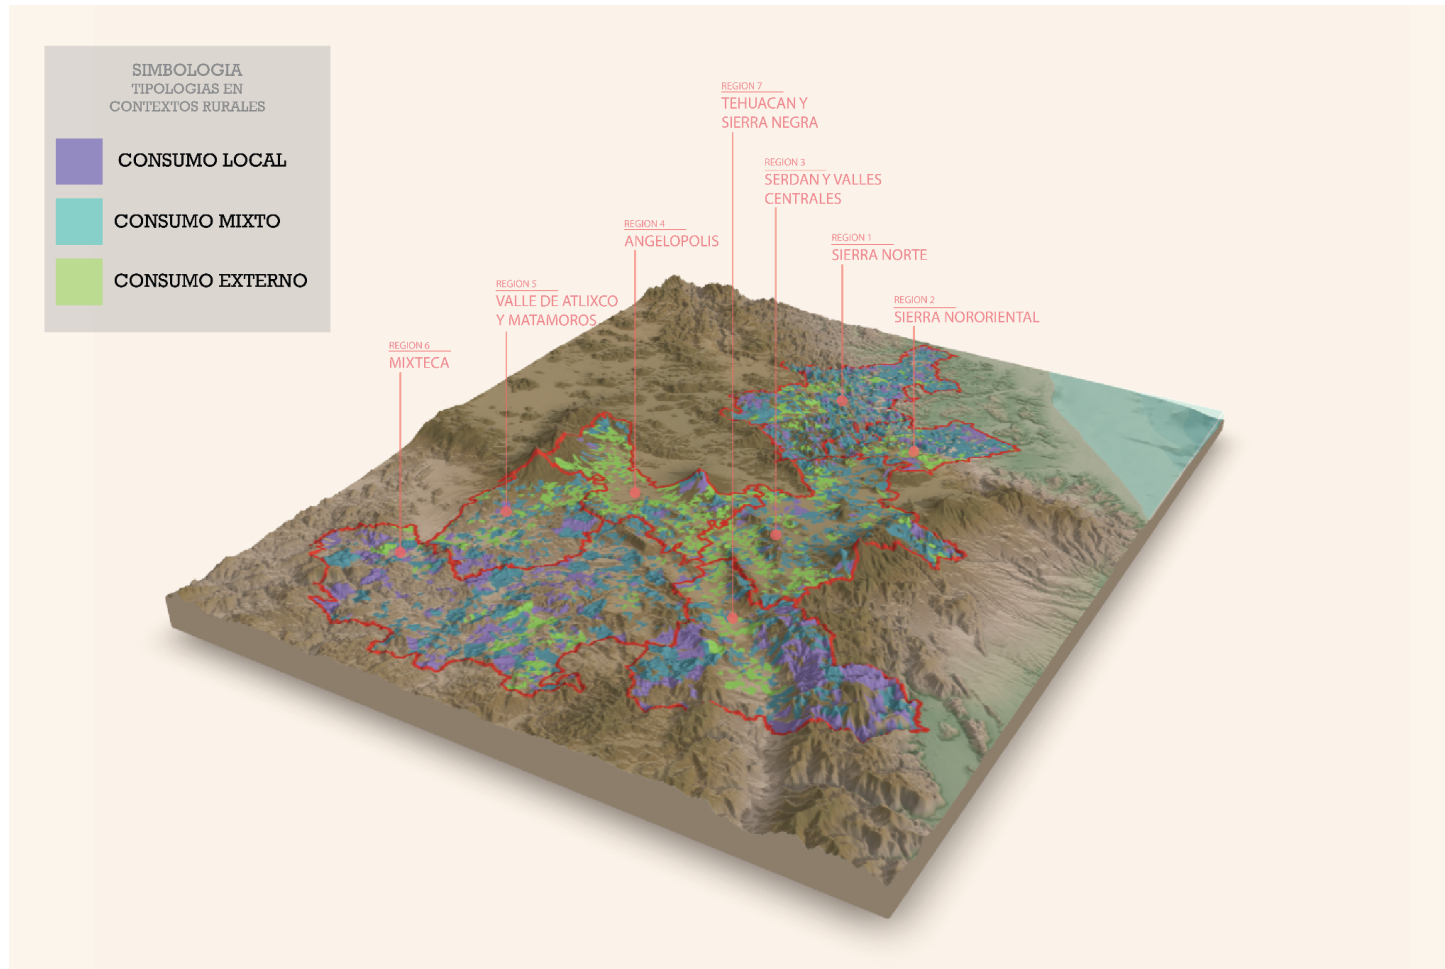 SIMBOLOGIA
TIPOLOGIAS EN
CONTEXTOS RURALES
CONSUMO LOCAL
CONSUMO MIXTO
CONSUMO EXTERNO
REGION 7
TEHUACAN Y
SIERRA NEGRA
REGION 3
SERDAN Y VALLES
CENTRALES
REGION 4
ANGELOPOLIS
REGION 1
SIERRA NORTE
REGION 5
VALLE DE ATLIXCO
Y MATAMOROS
REGION 2
SIERRA NORORIENTAL
REGION 6
MIXTECA